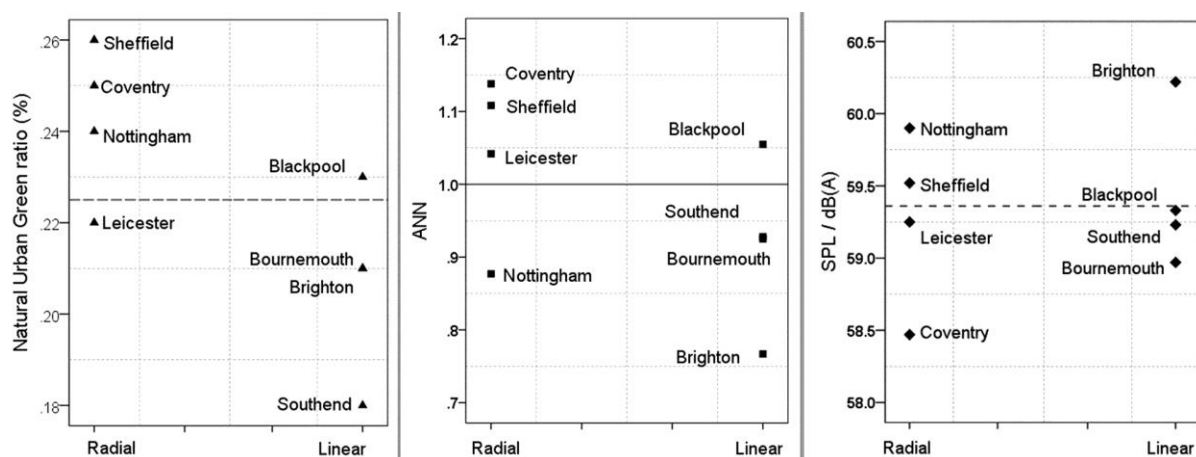 Natural Urban Green ratio (%)
.26
.24
.22
.20
.18
Sheffield
Coventry
Nottingham
Blackpool
Leicester
Bournemouth
Brighton
Southend
Radial
Linear
ANN
1.2
1.1
1.0
.9
.8
.7
Coventry
Sheffield
Blackpool
Leicester
Southend
Bournemouth
Nottingham
Brighton
Radial
Linear
SPL / dB(A)
60.5
60.0
59.5
59.0
58.5
58.0
Brighton
Nottingham
Sheffield
Blackpool
Leicester
Southend
Bournemouth
Coventry
Radial
Linear